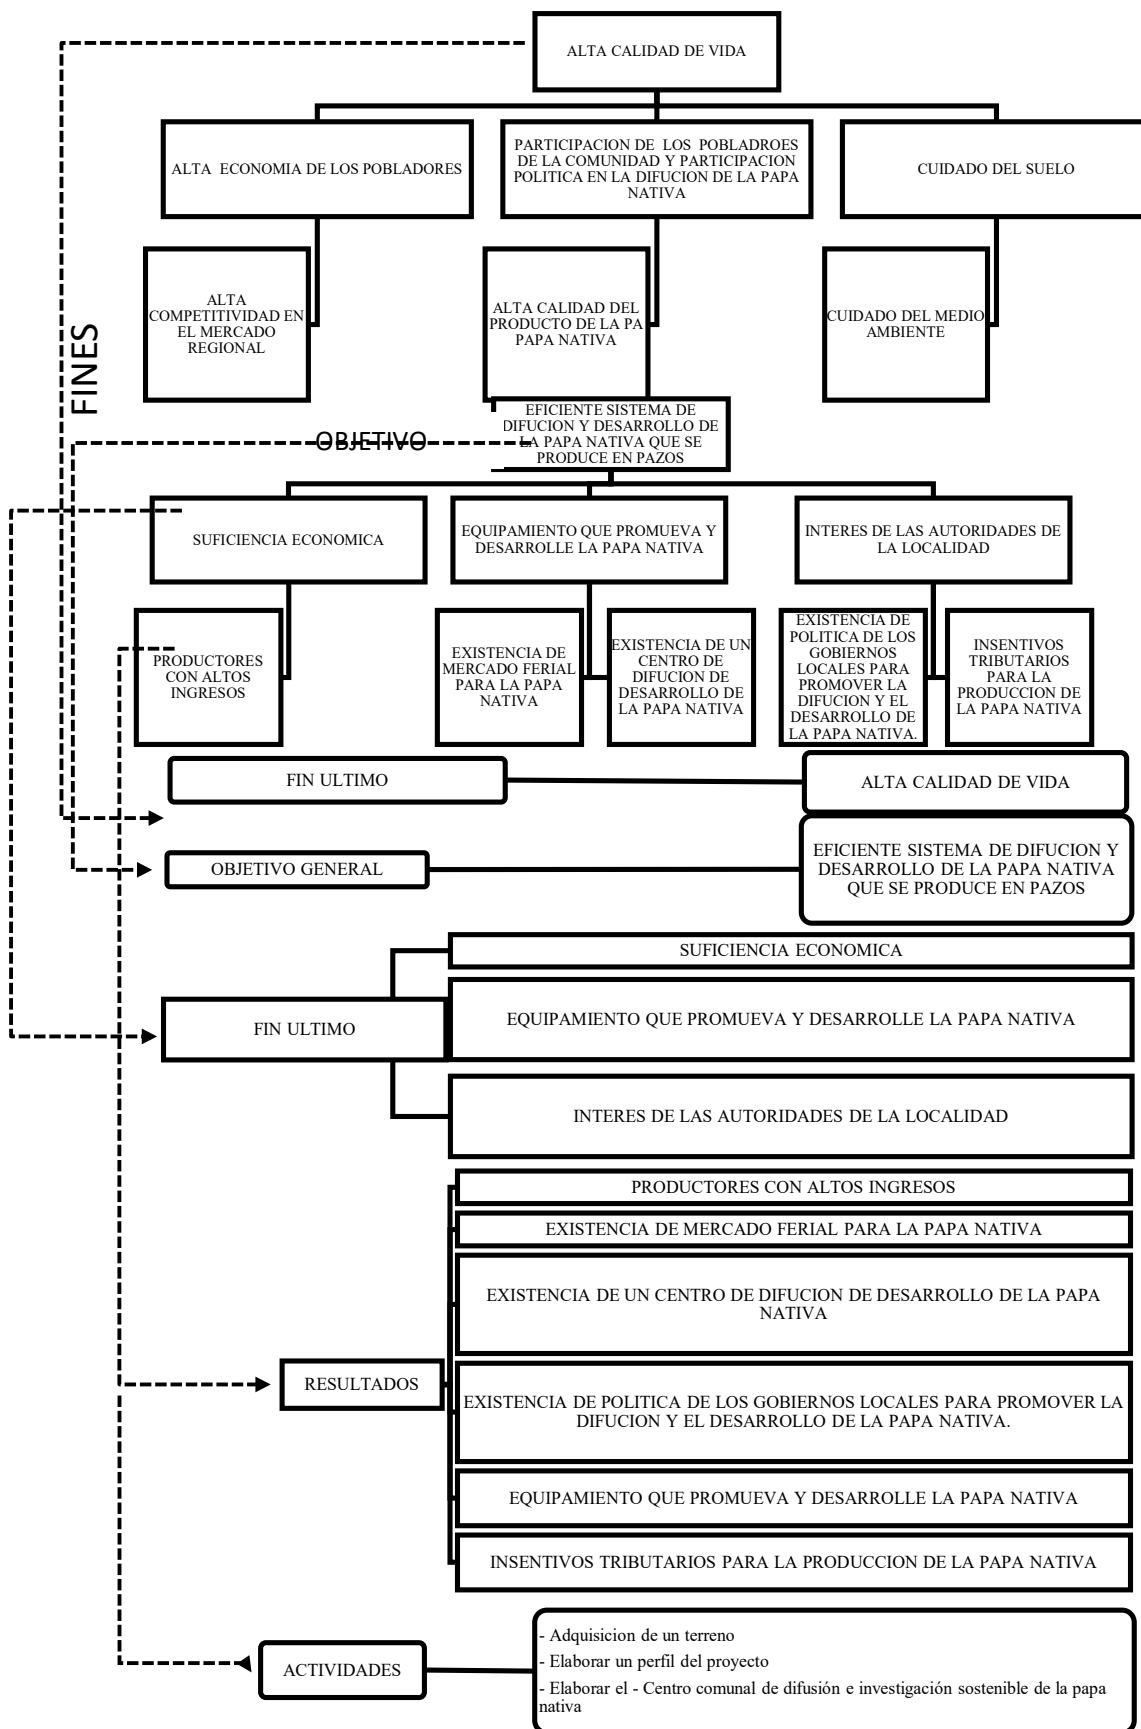 ALTA CALIDAD DE VIDA
ALTA ECONOMIA DE LOS POBLADORES
PARTICIPACION DE LOS POBLADROES
DE LA COMUNIDAD Y PARTICIPACION
POLITICA EN LA DIFUCION DE LA PAPA
NATIVA
CUIDADO DEL SUELO
ALTA
COMPETITIVIDAD EN
EL MERCADO
REGIONAL
ALTA CALIDAD DEL
PRODUCTO DE LA PA
PAPA NATIVA
CUIDADO DEL MEDIO
AMBIENTE
FINES
OBJETIVO
EFICIENTE SISTEMA DE
DIFUCION Y DESARROLLO DE
LA PAPA NATIVA QUE SE
PRODUCE EN PAZOS
SUFICIENCIA ECONOMICA
EQUIPAMIENTO QUE PROMUEVA Y
DESARROLLE LA PAPA NATIVA
INTERES DE LAS AUTORIDADES DE
LA LOCALIDAD
PRODUCTORES
CON ALTOS
INGRESOS
EXISTENCIA DE
MERCADO FERIAL
PARA LA PAPA
NATIVA
EXISTENCIA DE UN
CENTRO DE
DIFUCION DE
DESARROLLO DE
LA PAPA NATIVA
EXISTENCIA DE
POLITICA DE LOS
GOBIERNOS
LOCALES PARA
PROMOVER LA
DIFUCION Y EL
DESARROLLO DE
LA PAPA NATIVA.
INSENTIVOS
TRIBUTARIOS
PARA LA
PRODUCCION DE
LA PAPA NATIVA
FIN ULTIMO
ALTA CALIDAD DE VIDA
OBJETIVO GENERAL
EFICIENTE SISTEMA DE DIFUCION Y
DESARROLLO DE LA PAPA NATIVA
QUE SE PRODUCE EN PAZOS
FIN ULTIMO
SUFICIENCIA ECONOMICA
EQUIPAMIENTO QUE PROMUEVA Y DESARROLLE LA PAPA NATIVA
INTERES DE LAS AUTORIDADES DE LA LOCALIDAD
RESULTADOS
PRODUCTORES CON ALTOS INGRESOS
EXISTENCIA DE MERCADO FERIAL PARA LA PAPA NATIVA
EXISTENCIA DE UN CENTRO DE DIFUCION DE DESARROLLO DE LA PAPA
NATIVA
EXISTENCIA DE POLITICA DE LOS GOBIERNOS LOCALES PARA PROMOVER LA
DIFUCION Y EL DESARROLLO DE LA PAPA NATIVA.
EQUIPAMIENTO QUE PROMUEVA Y DESARROLLE LA PAPA NATIVA
INSENTIVOS TRIBUTARIOS PARA LA PRODUCCION DE LA PAPA NATIVA
ACTIVIDADES
- Adquisicion de un terreno
- Elaborar un perfil del proyecto
- Elaborar el - Centro comunal de difusión e investigación sostenible de la papa
nativa